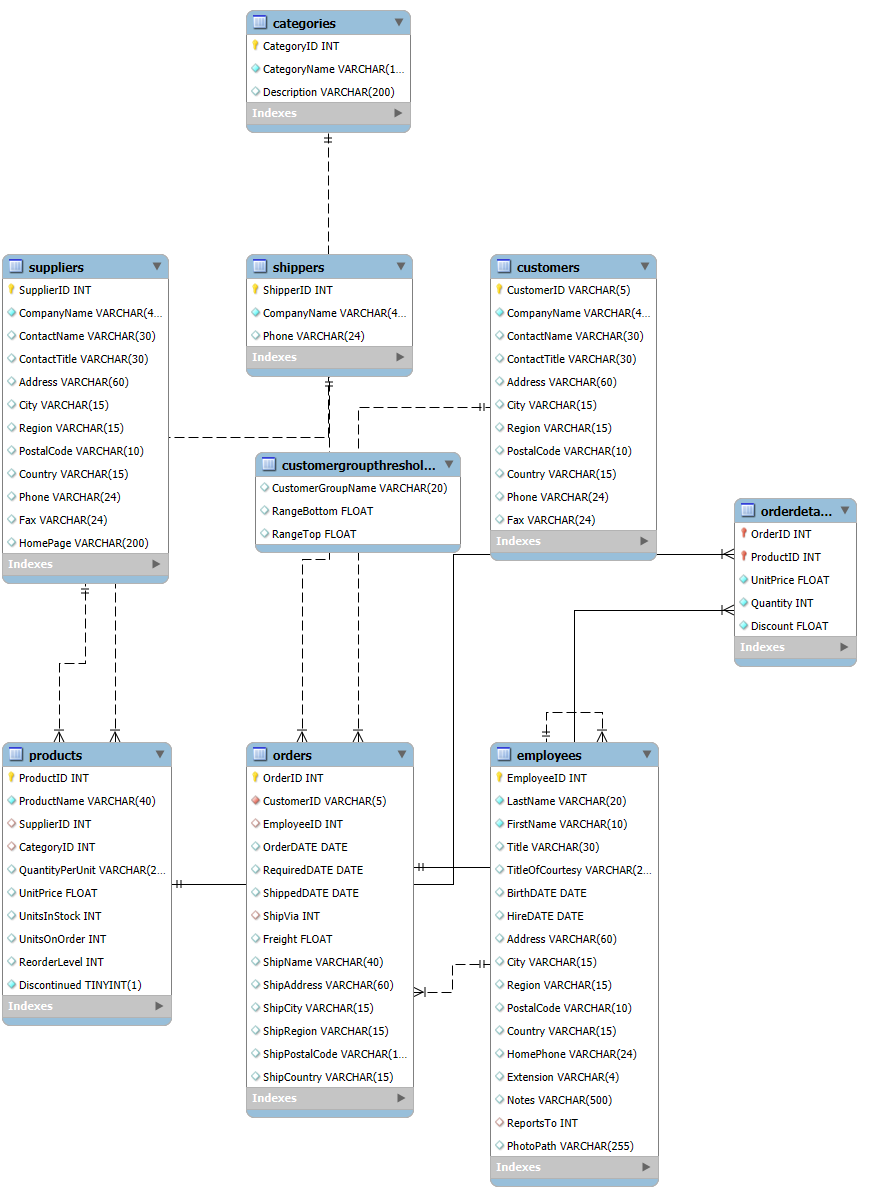 categories
CategoryID INT
CategoryName VARCHAR(1...
Description VARCHAR(200)
Indexes
suppliers
SupplierID INT
CompanyName VARCHAR(4...
ContactName VARCHAR(30)
ContactTitle VARCHAR(30)
Address VARCHAR(60)
City VARCHAR(15)
Region VARCHAR(15)
PostalCode VARCHAR(10)
Country VARCHAR(15)
Phone VARCHAR(24)
Fax VARCHAR(24)
HomePage VARCHAR(200)
Indexes
shippers
ShipperID INT
CompanyName VARCHAR(4...
Phone VARCHAR(24)
Indexes
customers
CustomerID VARCHAR(5)
CompanyName VARCHAR(4...
ContactName VARCHAR(30)
ContactTitle VARCHAR(30)
Address VARCHAR(60)
City VARCHAR(15)
Region VARCHAR(15)
PostalCode VARCHAR(10)
Country VARCHAR(15)
Phone VARCHAR(24)
Fax VARCHAR(24)
Indexes
customergroupthreshol...
CustomerGroupName VARCHAR(20)
RangeBottom FLOAT
RangeTop FLOAT
orderdeta...
OrderID INT
ProductID INT
UnitPrice FLOAT
Quantity INT
Discount FLOAT
Indexes
products
ProductID INT
ProductName VARCHAR(40)
SupplierID INT
CategoryID INT
QuantityPerUnit VARCHAR(2...
UnitPrice FLOAT
UnitsInStock INT
UnitsOnOrder INT
ReorderLevel INT
Discontinued TINYINT(1)
Indexes
orders
OrderID INT
CustomerID VARCHAR(5)
EmployeeID INT
OrderDATE DATE
RequiredDATE DATE
ShippedDATE DATE
ShipVia INT
Freight FLOAT
ShipName VARCHAR(40)
ShipAddress VARCHAR(60)
ShipCity VARCHAR(15)
ShipRegion VARCHAR(15)
ShipPostalCode VARCHAR(1...
ShipCountry VARCHAR(15)
Indexes
employees
EmployeeID INT
LastName VARCHAR(20)
FirstName VARCHAR(10)
Title VARCHAR(30)
TitleOfCourtesy VARCHAR(2...
BirthDATE DATE
HireDATE DATE
Address VARCHAR(60)
City VARCHAR(15)
Region VARCHAR(15)
PostalCode VARCHAR(10)
Country VARCHAR(15)
HomePhone VARCHAR(24)
Extension VARCHAR(4)
Notes VARCHAR(500)
ReportsTo INT
PhotoPath VARCHAR(255)
Indexes